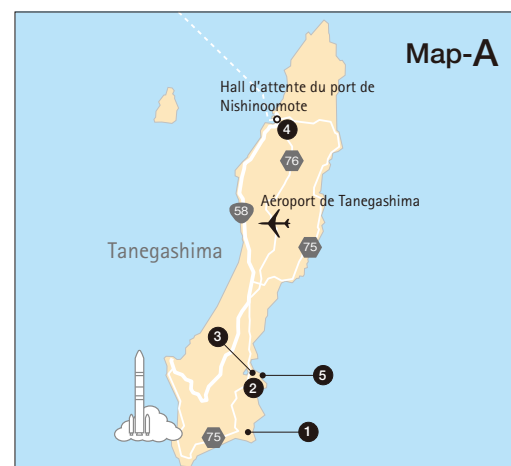 Map-A
Hall d'attente du port de
Nishinoomote
4
76
Aéroport de Tanegashima
58
75
Tanegashima
3
5
2
1
75